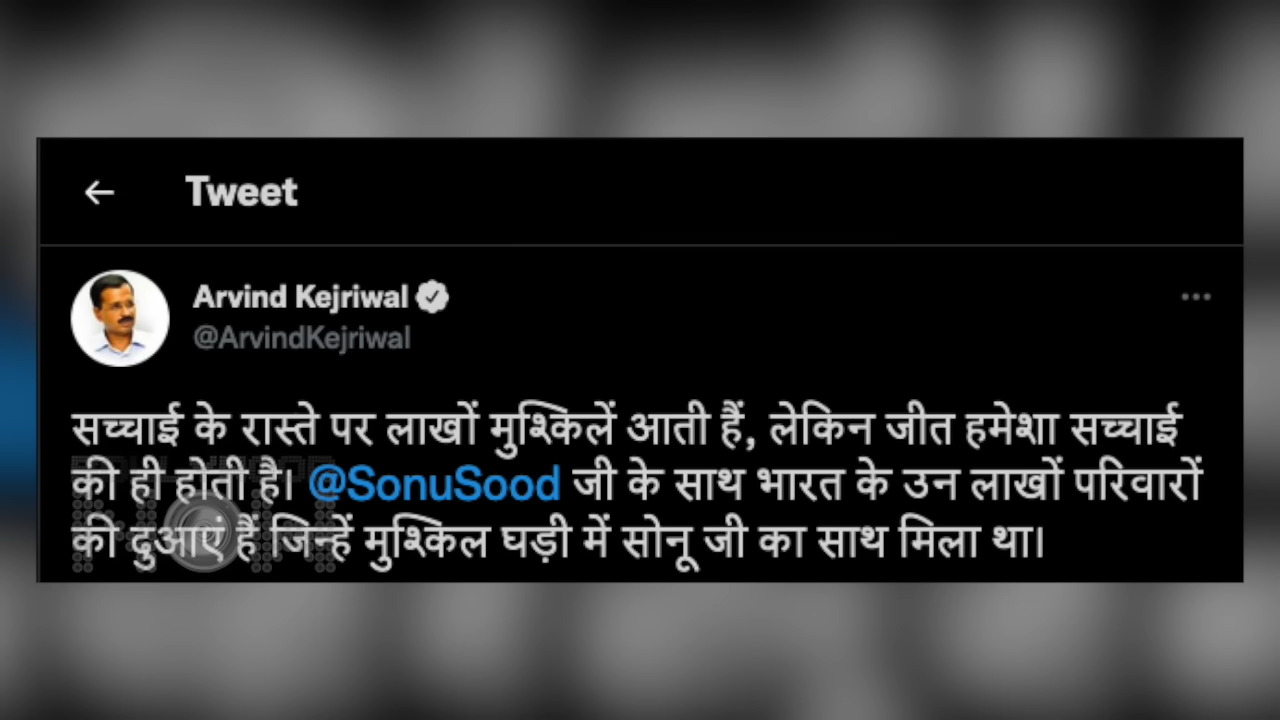 Tweet
Arvind Kejriwal
@ArvindKejriwal
सच्चाई के रास्ते पर लाखों मुश्किलें आती हैं, लेकिन जीत हमेशा सच्चाई
की ही होती है। @SonuSood जी के साथ भारत के उन लाखों परिवारों
की दुआएं हैं जिन्हें मुश्किल घड़ी में सोनू जी का साथ मिला था।